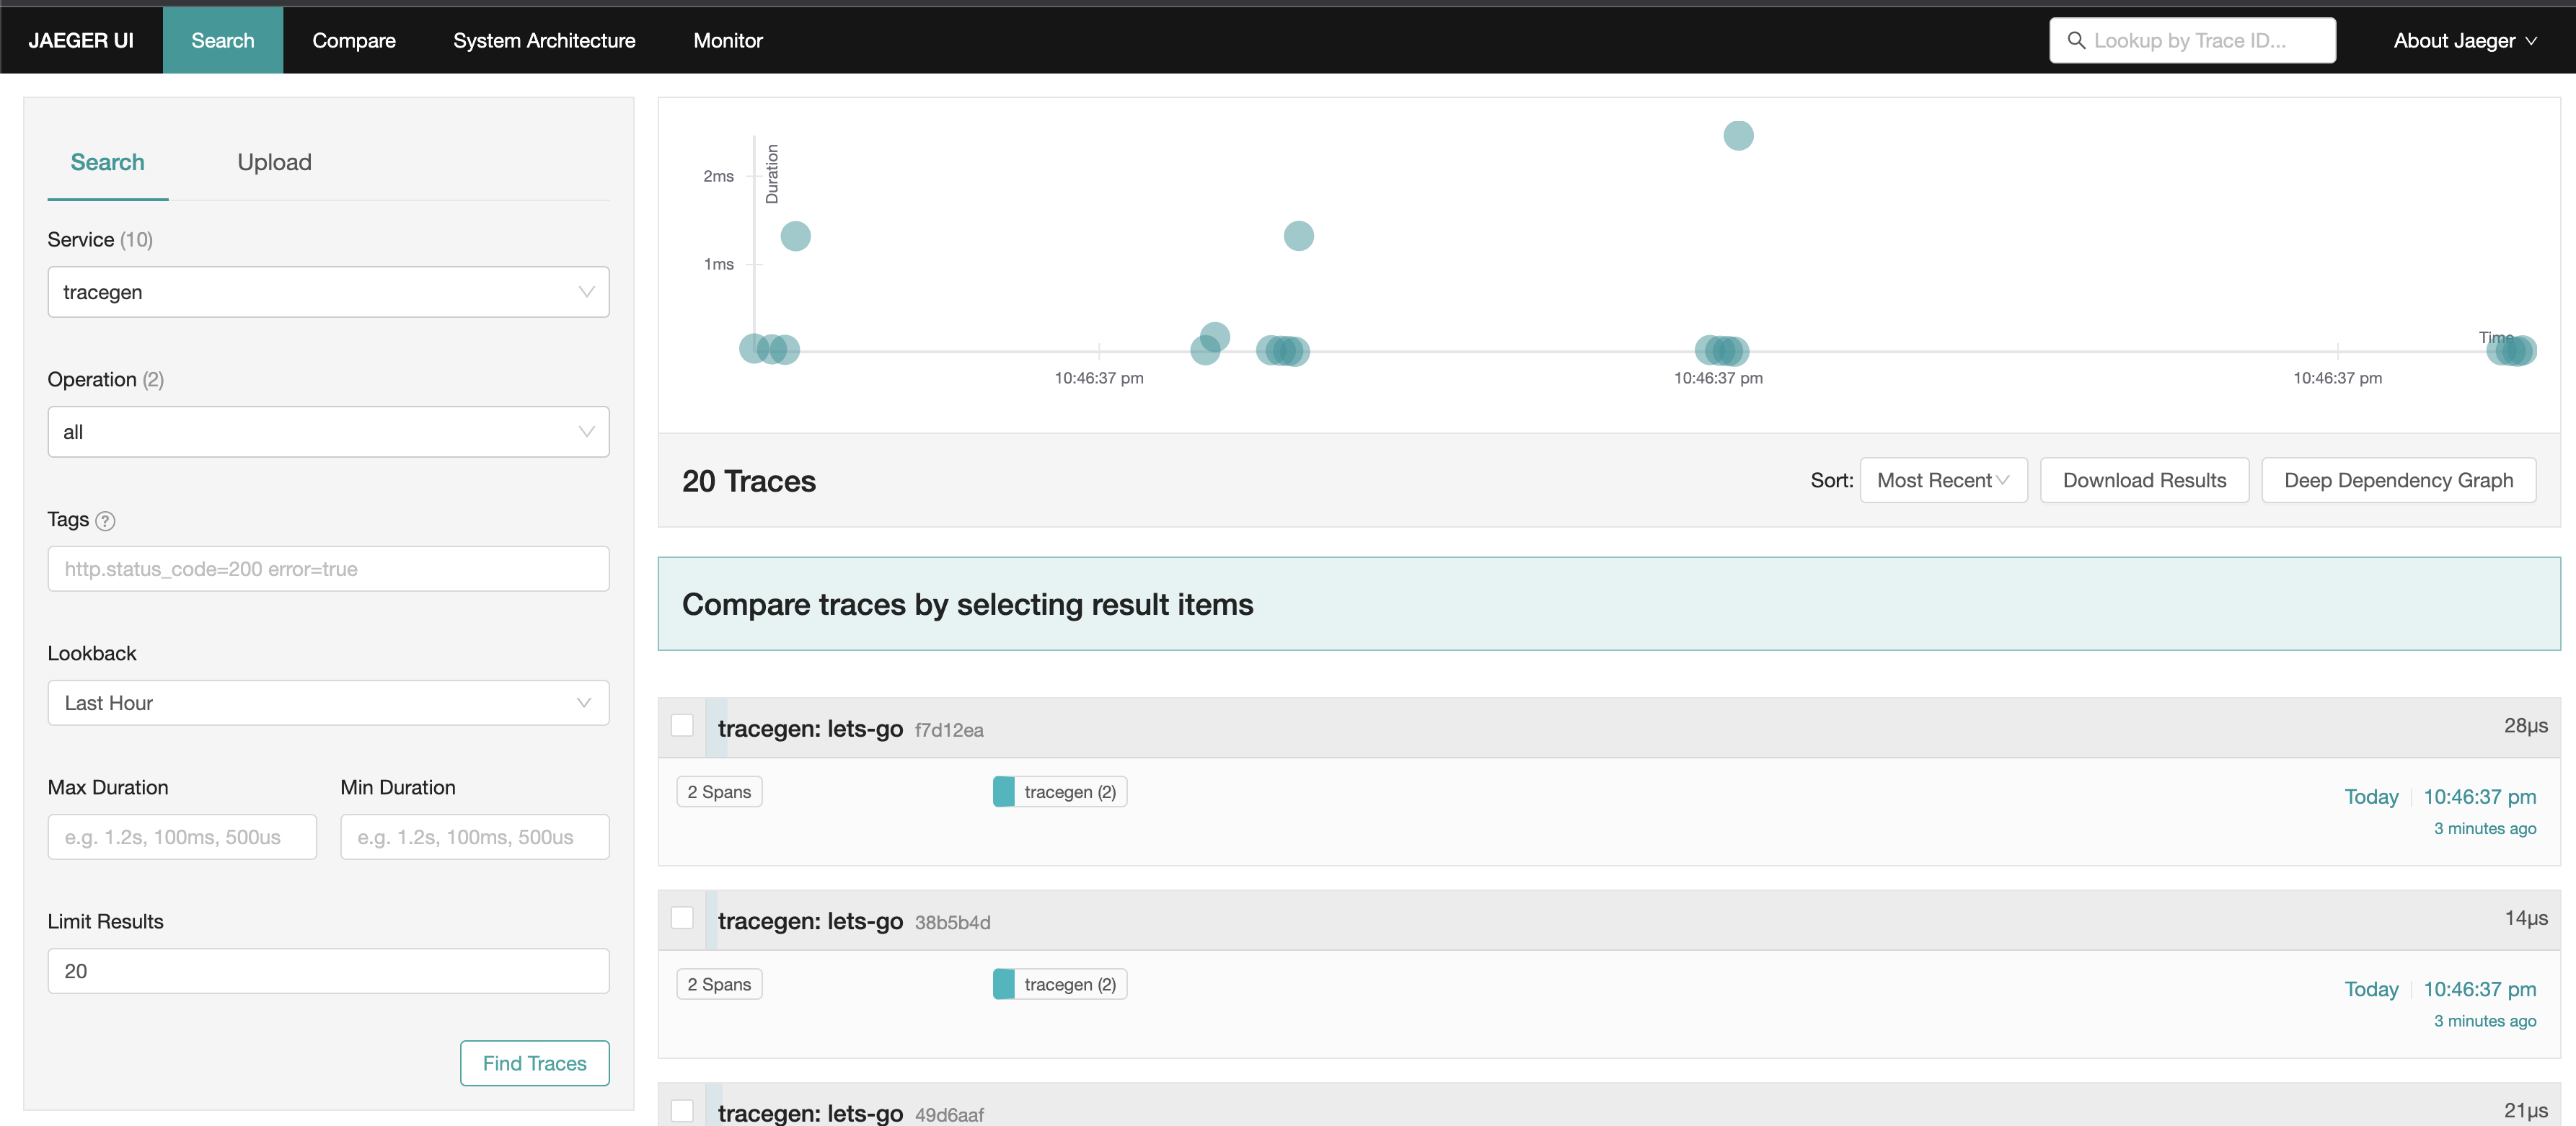 JAEGER UI Search Compare System Architecture Monitor Lookup by Trace ID... About Jaeger
Search Upload
Service (10)
tracegen
Operation (2)
all
Tags ?
http.status_code=200 error=true
Lookback
Last Hour
Max Duration Min Duration
e.g. 1.2s, 100ms, 500us e.g. 1.2s, 100ms, 500us
Limit Results
20
Find Traces
Duration
2ms
1ms
Time
10:46:37 pm 10:46:37 pm 10:46:37 pm
20 Traces Sort: Most Recent Download Results Deep Dependency Graph
Compare traces by selecting result items
tracegen: lets-go f7d12ea 28µs
2 Spans tracegen (2) Today 10:46:37 pm
3 minutes ago
tracegen: lets-go 38b5b4d 14µs
2 Spans tracegen (2) Today 10:46:37 pm
3 minutes ago
tracegen: lets-go 49d6aaf 21µs